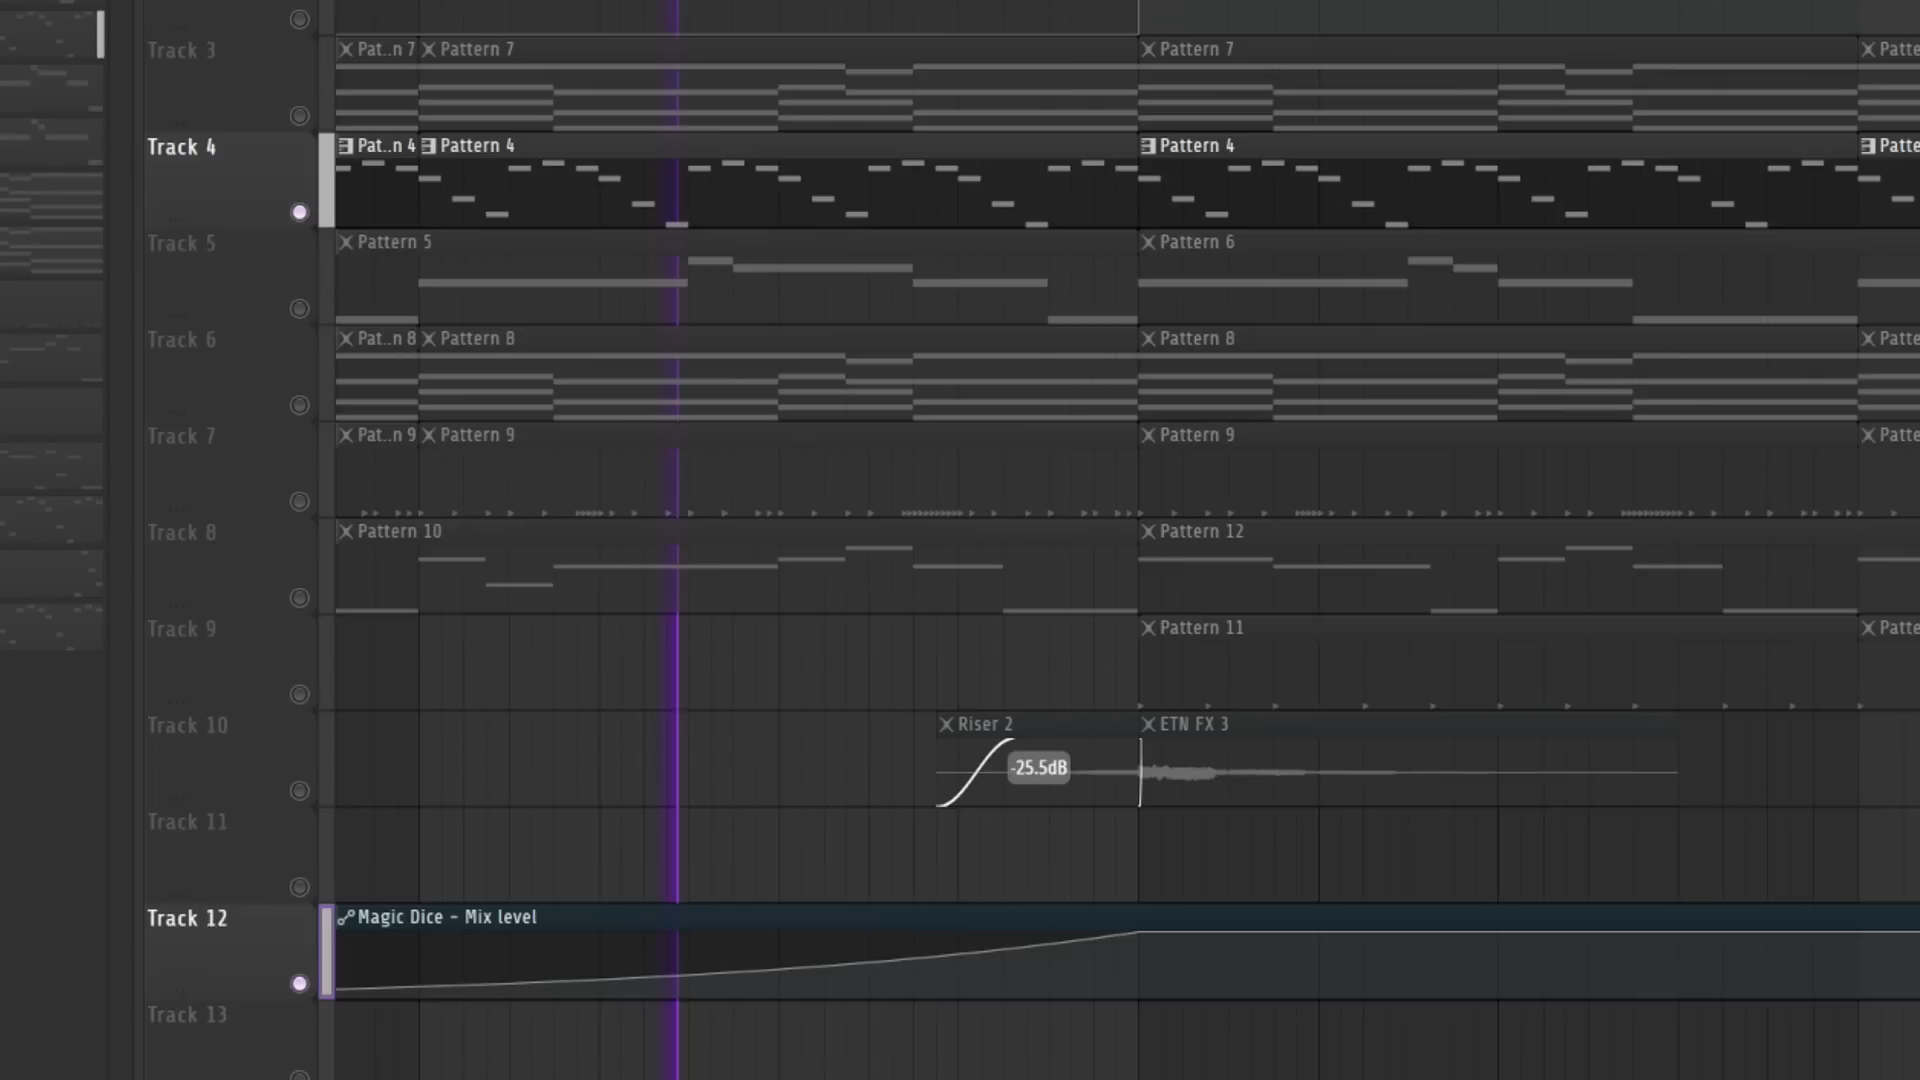 Track 3
Pat..n 7 Pattern 7 Pattern 7 Patte
Track 4
Pat..n 4 Pattern 4 Pattern 4 Patte
Track 5
Pattern 5 Pattern 6
Track 6
Pat..n 8 Pattern 8 Pattern 8 Patte
Track 7
Pat..n 9 Pattern 9 Pattern 9 Patte
Track 8
Pattern 10 Pattern 12
Track 9
Pattern 11 Patte
Track 10
Riser 2 ETN FX 3
-25.5dB
Track 11
Track 12
Magic Dice - Mix level
Track 13